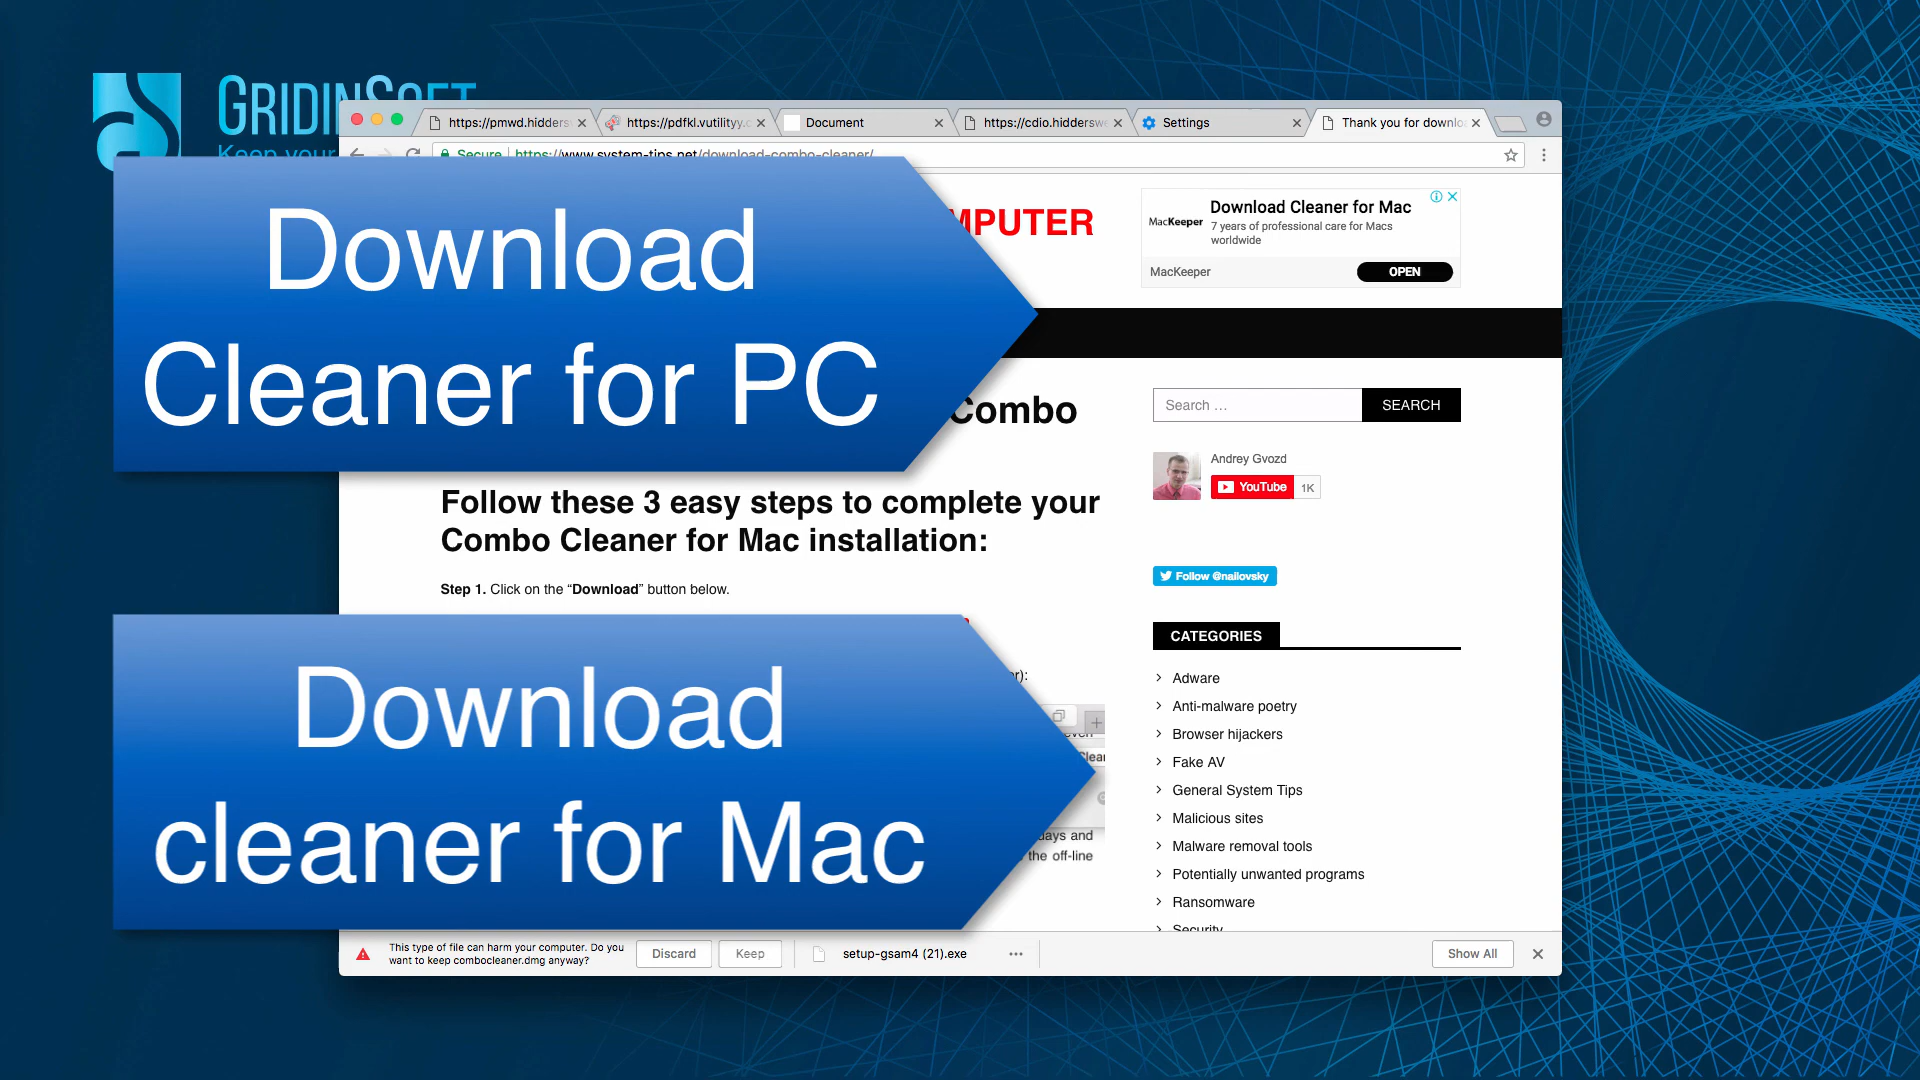 GRIDINSOFT
Keep your
https://pmwd.hidders
https://pdfkl.vutilityy.c
Document
https://cdio.hiddersw
Settings
Thank you for downlo
Secure https://www.system-tips.net/download-combo-cleaner/
MPUTER
Download
Cleaner for PC
MacKeeper
Download Cleaner for Mac
7 years of professional care for Macs
worldwide
MacKeeper
OPEN
Combo
Search …
SEARCH
Andrey Gvozd
YouTube 1K
Follow these 3 easy steps to complete your
Combo Cleaner for Mac installation:
Step 1. Click on the “Download” button below.
Follow @nailovsky
Download
cleaner for Mac
er):
even
Clear
days and
the off-line
CATEGORIES
Adware
Anti-malware poetry
Browser hijackers
Fake AV
General System Tips
Malicious sites
Malware removal tools
Potentially unwanted programs
Ransomware
Security
This type of file can harm your computer. Do you
want to keep combocleaner.dmg anyway?
Discard
Keep
setup-gsam4 (21).exe
Show All